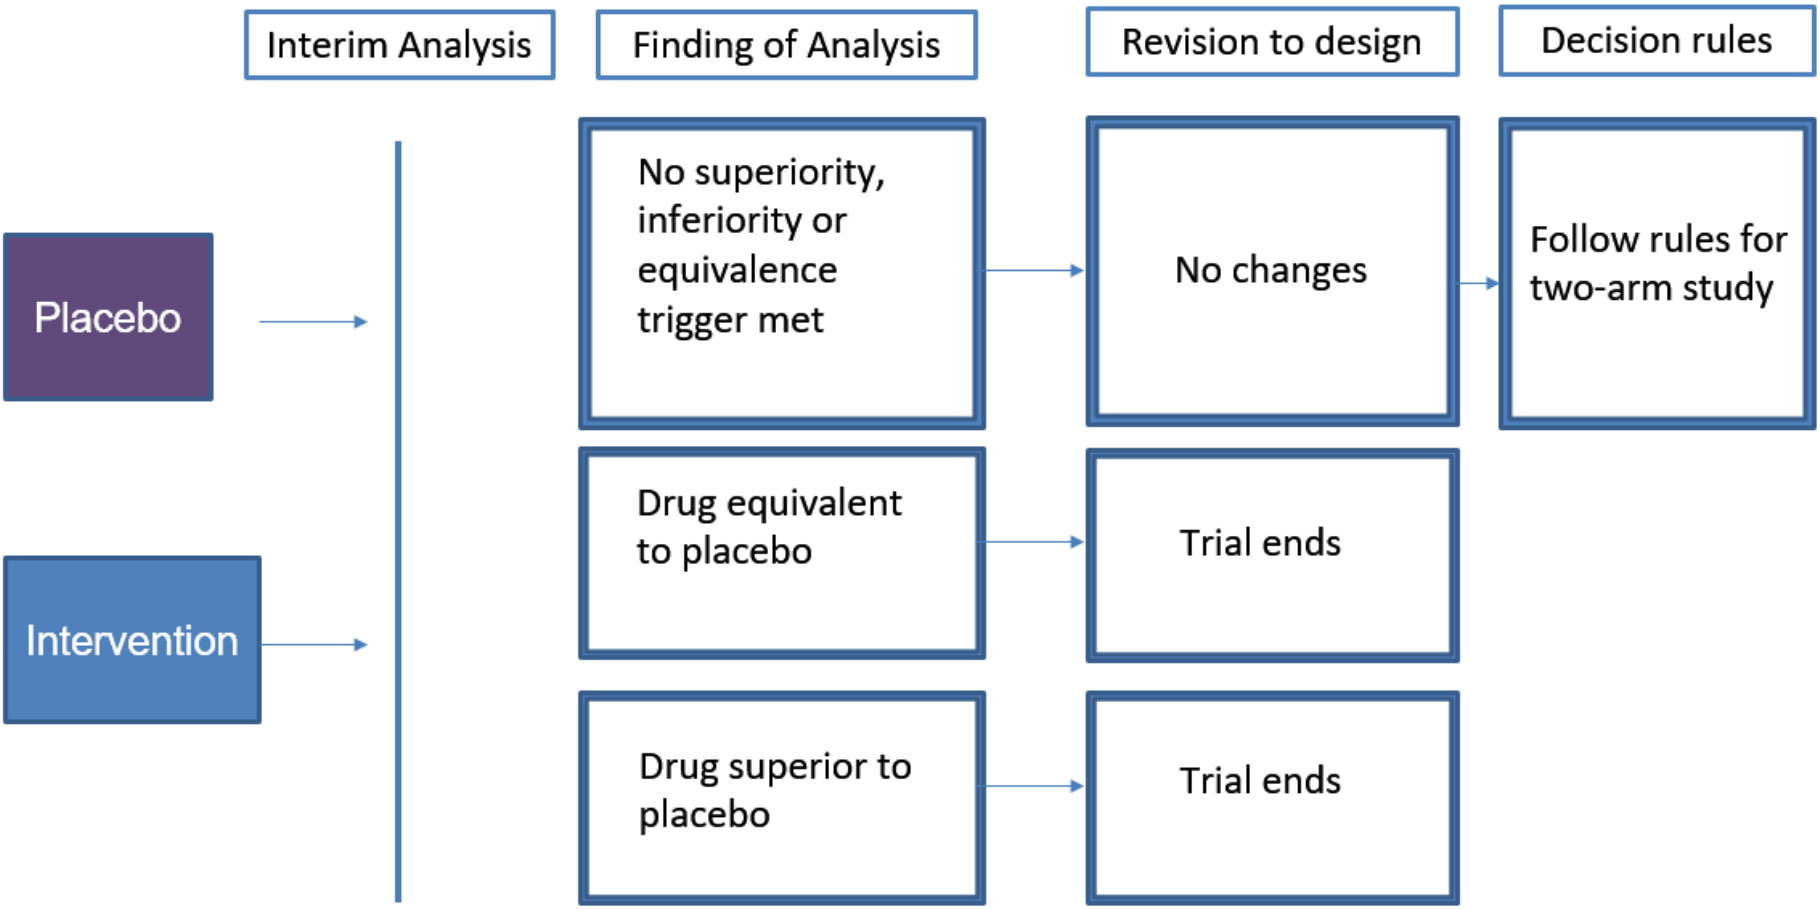 Interim Analysis
Finding of Analysis
Revision to design
Decision rules
Placebo
Intervention
No superiority,
inferiority or
equivalence
trigger met
No changes
Follow rules for
two-arm study
Drug equivalent
to placebo
Trial ends
Drug superior to
placebo
Trial ends